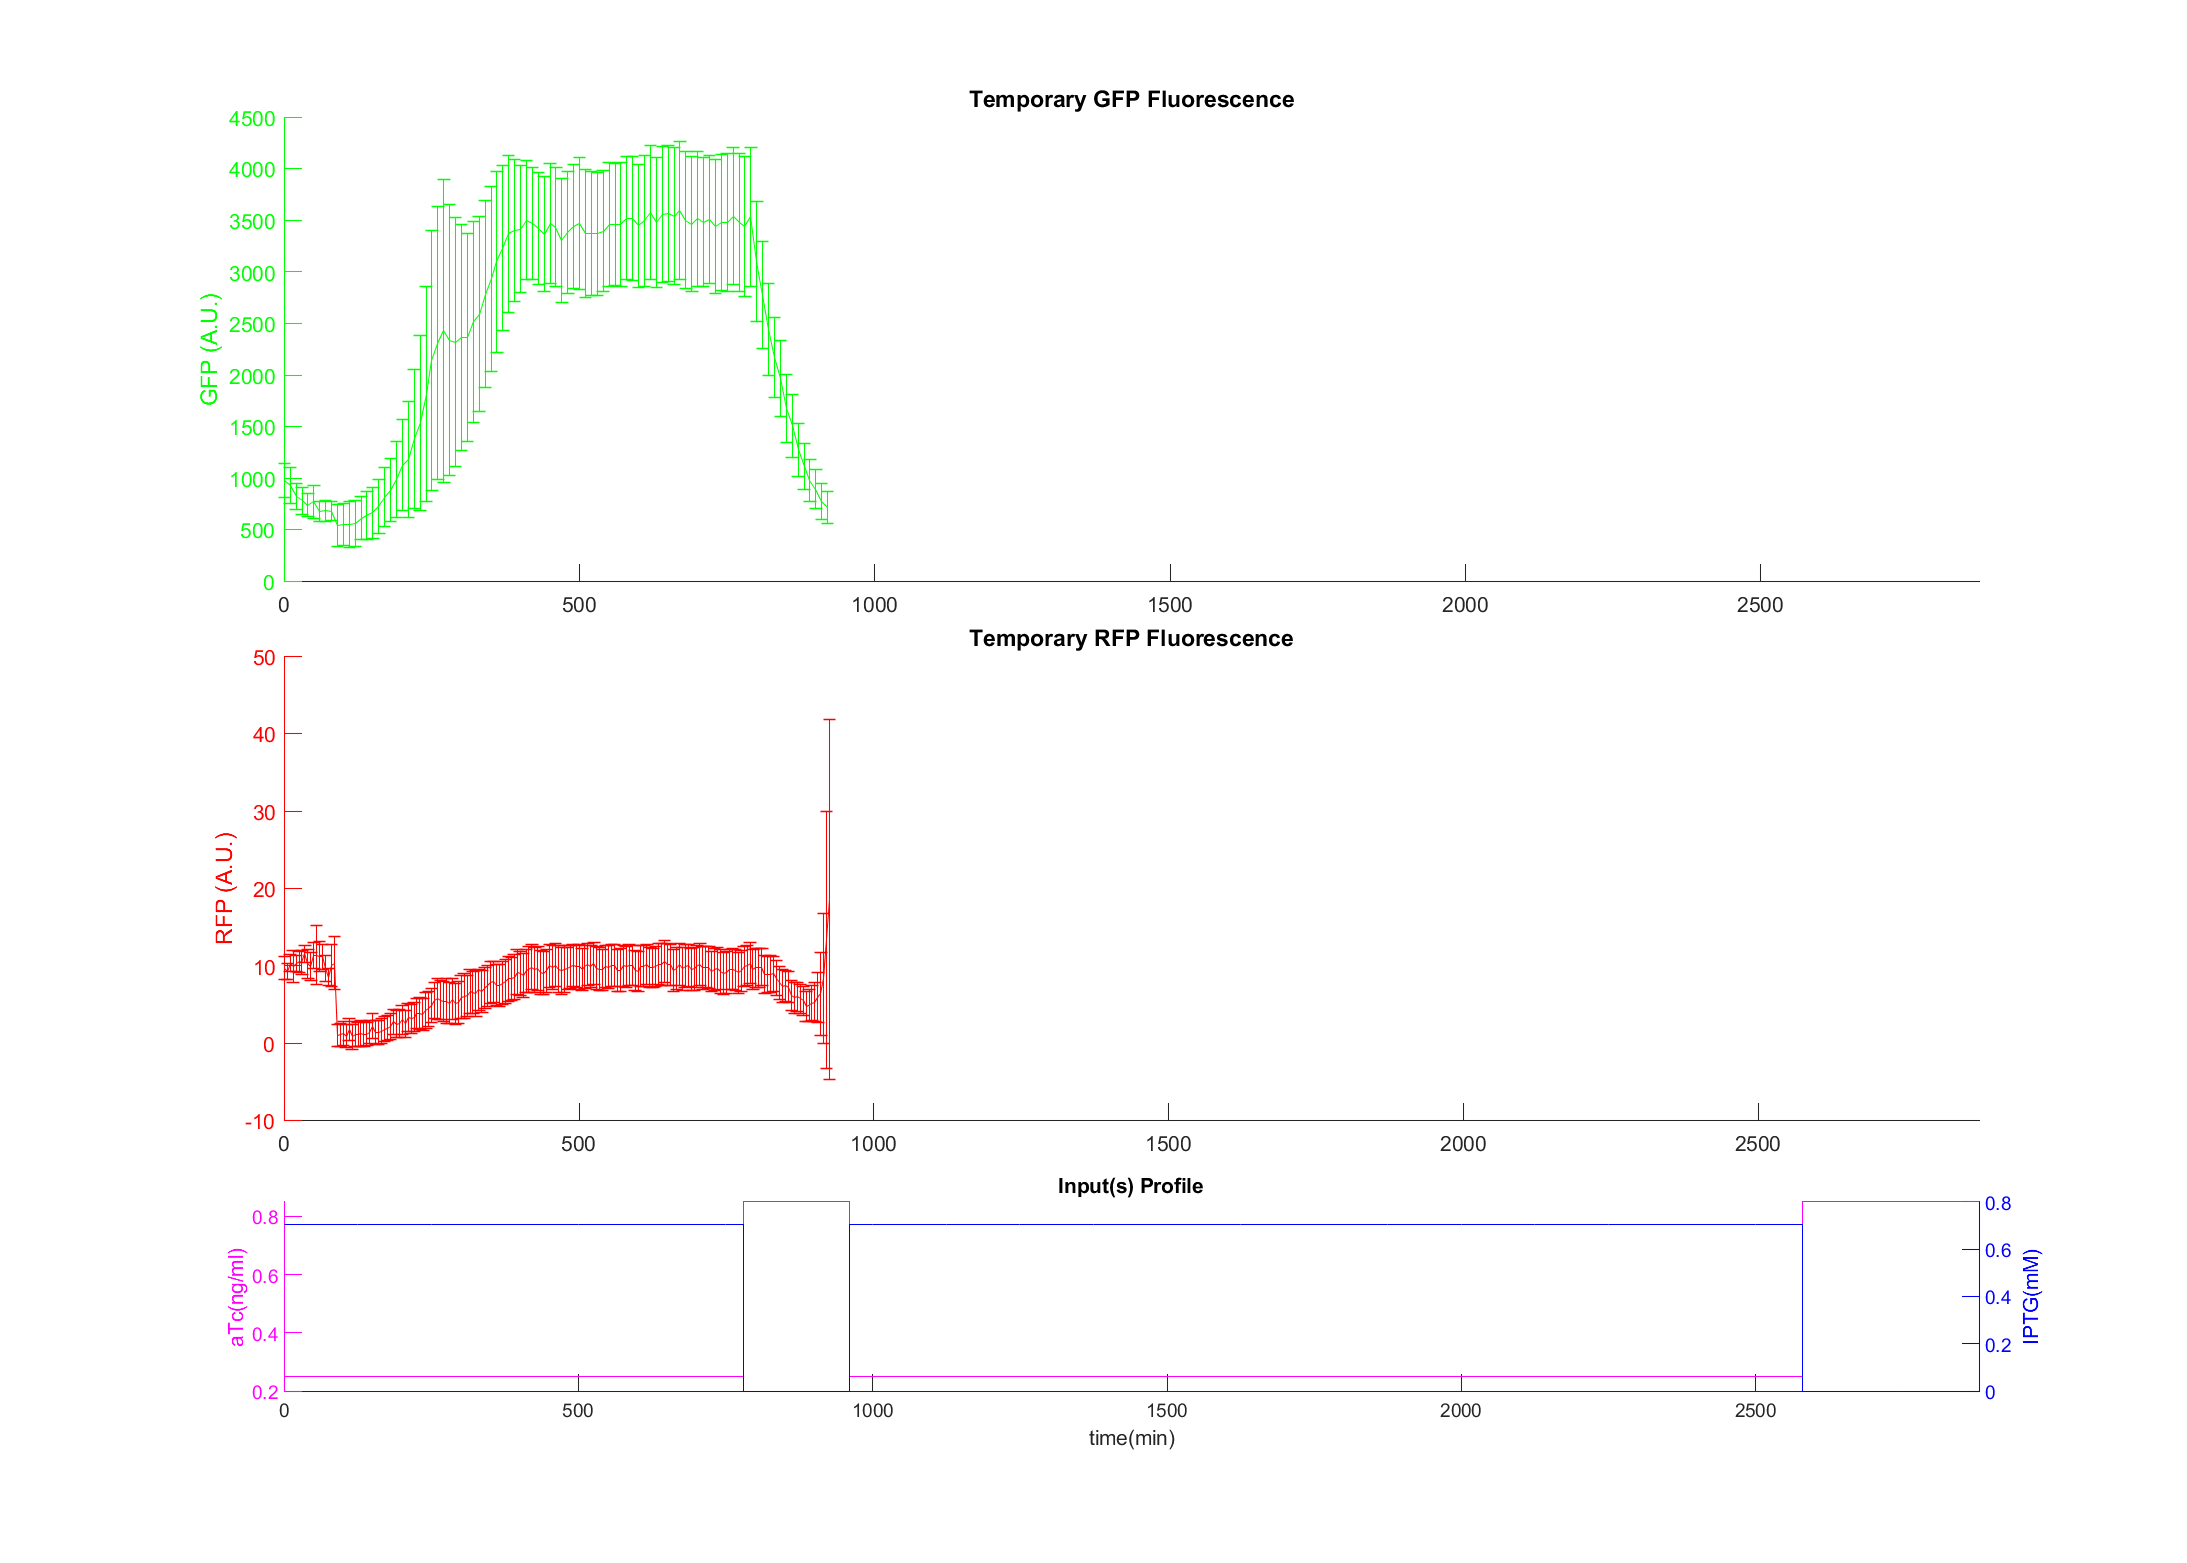 Temporary GFP Fluorescence
GFP (A.U.)
4500
4000
3500
3000
2500
2000
1500
1000
500
0
0 500 1000 1500 2000 2500
Temporary RFP Fluorescence
RFP (A.U.)
50
40
30
20
10
0
-10
0 500 1000 1500 2000 2500
Input(s) Profile
aTc(ng/ml)
0.8
0.6
0.4
0.2
IPTG(mM)
0.8
0.6
0.4
0.2
0
0 500 1000 1500 2000 2500
time(min)